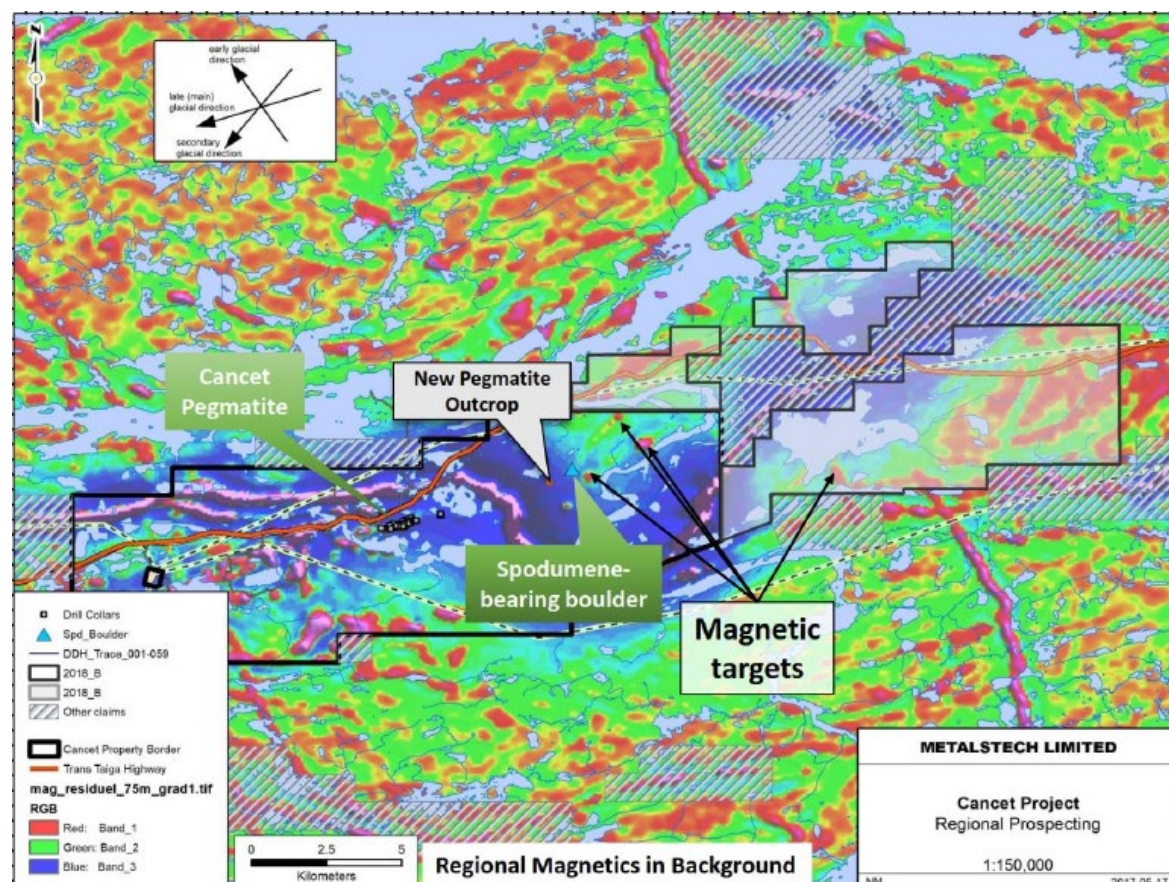 early glacial
direction
late (main)
glacial direction
secondary
glacial direction
Cancet
Pegmatite
New Pegmatite
Outcrop
Spodumene-
bearing boulder
Magnetic
targets
Drill Collars
Spd_Boulder
DDH_Trace_001-059
2018_B
2018_B
Other claims
Cancet Property Border
Trans Taiga Highway
mag_residuel_75m_grad1.tif
RGB
Red: Band_1
Green: Band_2
Blue: Band_3
0 2.5 5
Kilometers
Regional Magnetics in Background
METALSTECH LIMITED
Cancet Project
Regional Prospecting
1:150,000